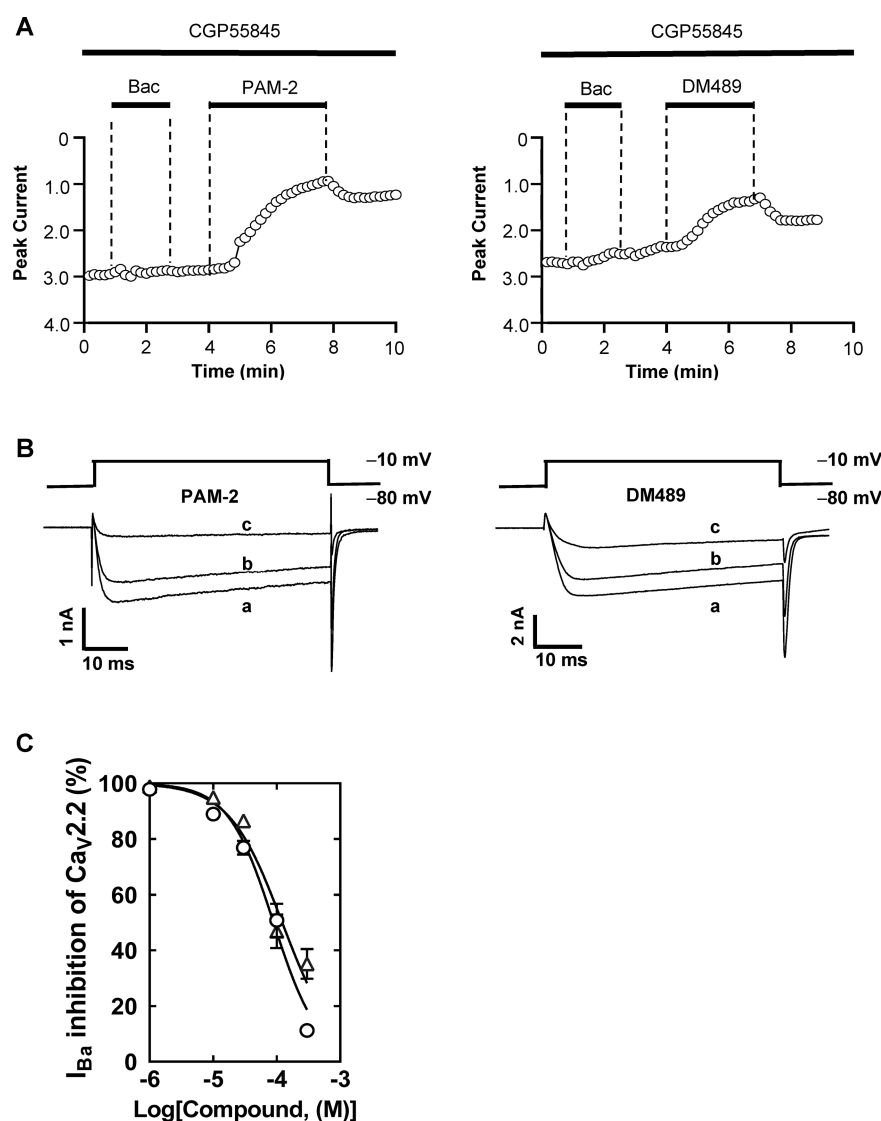 A
CGP55845
Bac PAM-2
0
1.0
2.0
3.0
4.0
Peak Current
0 2 4 6 8 10
Time (min)
CGP55845
Bac DM489
0
1.0
2.0
3.0
4.0
Peak Current
0 2 4 6 8 10
Time (min)
B
–10 mV
–80 mV
PAM-2
c
b
a
1 nA
10 ms
–10 mV
–80 mV
DM489
c
b
a
2 nA
10 ms
C
100
80
60
40
20
0
I_Ba inhibition of Ca_V2.2 (%)
-6 -5 -4 -3
Log[Compound, (M)]